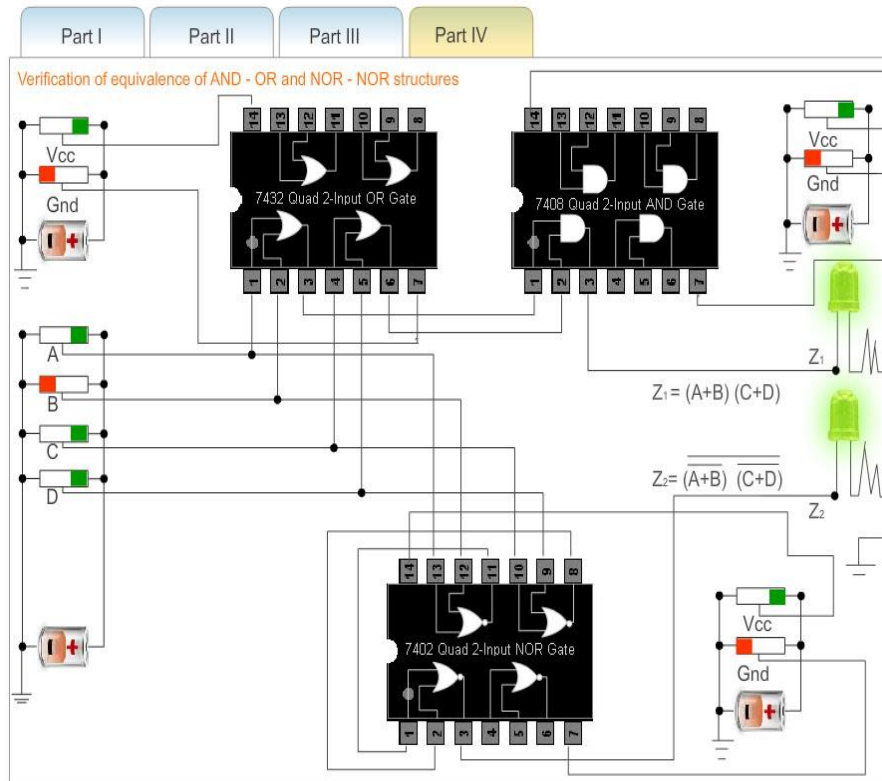 Part I
Part II
Part III
Part IV
Verification of equivalence of AND - OR and NOR - NOR structures
14 13 12 11 10 9 8
14 13 12 11 10 9 8
Vcc
Gnd
7432 Quad 2-Input OR Gate
7408 Quad 2-Input AND Gate
Vcc
Gnd
1 2 3 4 5 6 7
1 2 3 4 5 6 7
A
B
C
D
Z₁
Z₁= (A+B) (C+D)
Z₂= (A+B) (C+D)
Z₂
14 13 12 11 10 9 8
7402 Quad 2-Input NOR Gate
Vcc
Gnd
1 2 3 4 5 6 7